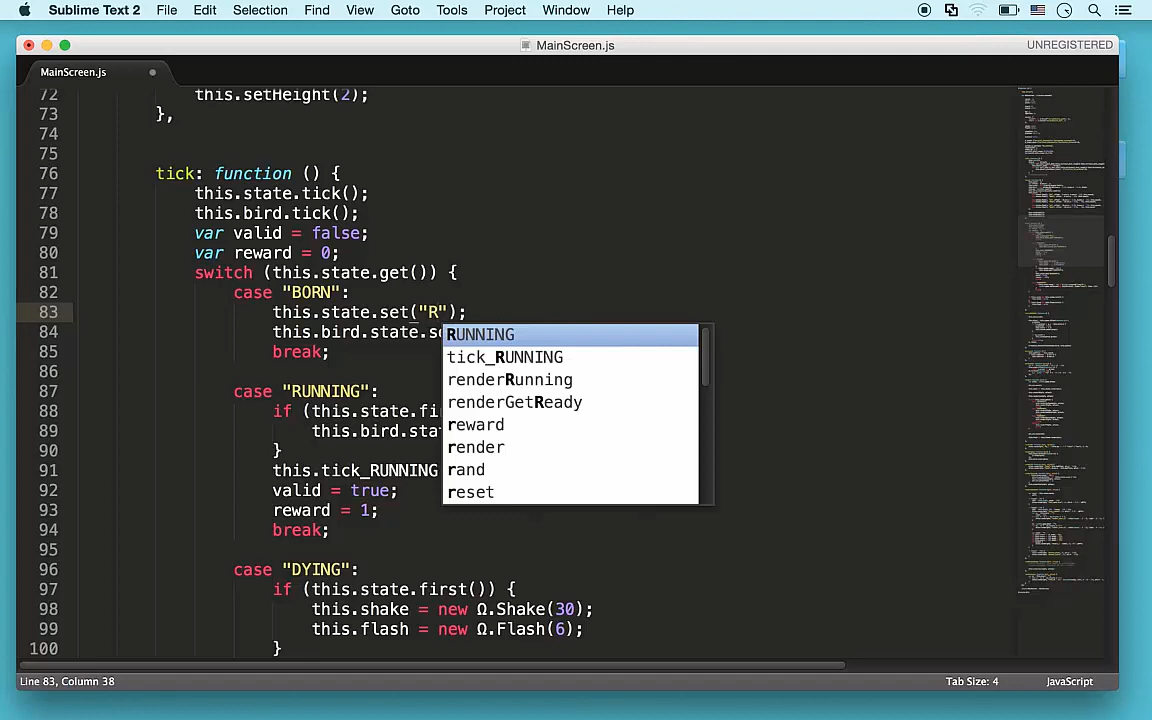 Sublime Text 2 File Edit Selection Find View Goto Tools Project Window Help
MainScreen.js UNREGISTERED
MainScreen.js
72 this.setHeight(2);
73 },
74
75
76 tick: function () {
77 this.state.tick();
78 this.bird.tick();
79 var valid = false;
80 var reward = 0;
81 switch (this.state.get()) {
82 case "BORN":
83 this.state.set("R");
84 this.bird.state.s
85 break;
86
87 case "RUNNING":
88 if (this.state.fi
89 this.bird.sta
90 }
91 this.tick_RUNNING
92 valid = true;
93 reward = 1;
94 break;
95
96 case "DYING":
97 if (this.state.first()) {
98 this.shake = new Ω.Shake(30);
99 this.flash = new Ω.Flash(6);
100 }
RUNNING
tick_RUNNING
renderRunning
renderGetReady
reward
render
rand
reset
Line 83, Column 38 Tab Size: 4 JavaScript